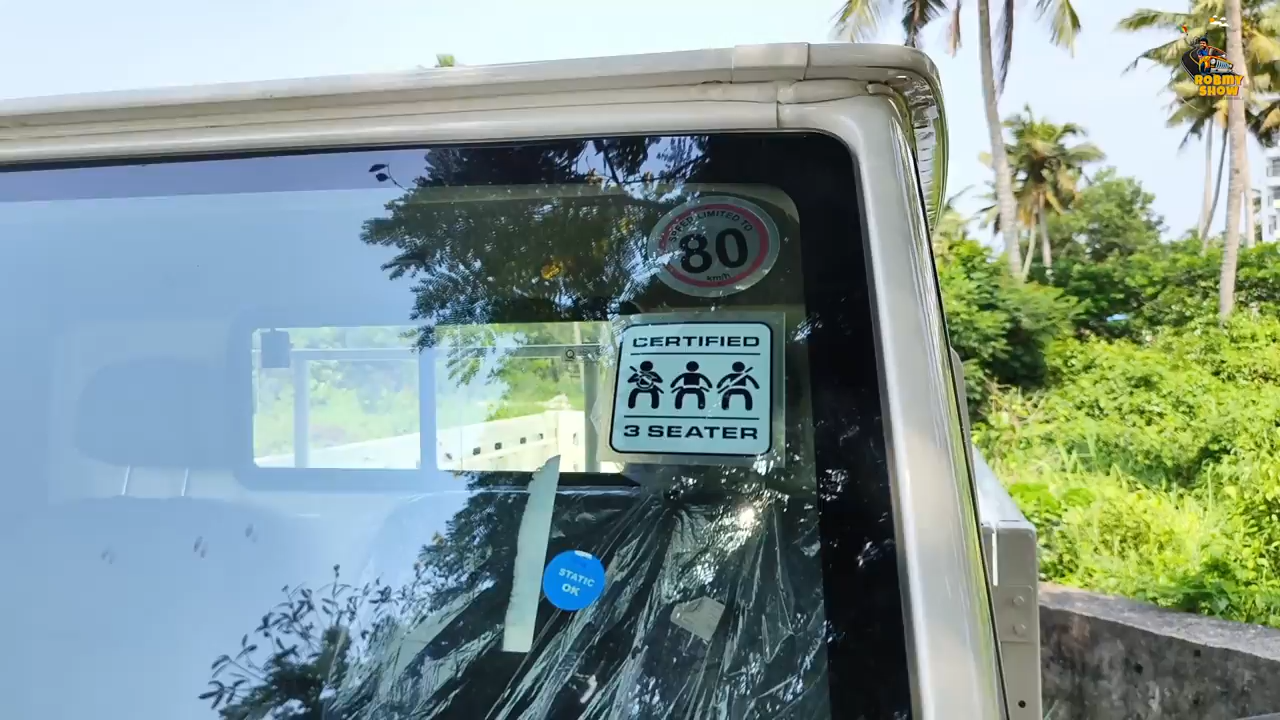 ROBMY
SHOW
SPEED LIMITED TO
80
km/h
CERTIFIED
3 SEATER
STATIC
OK